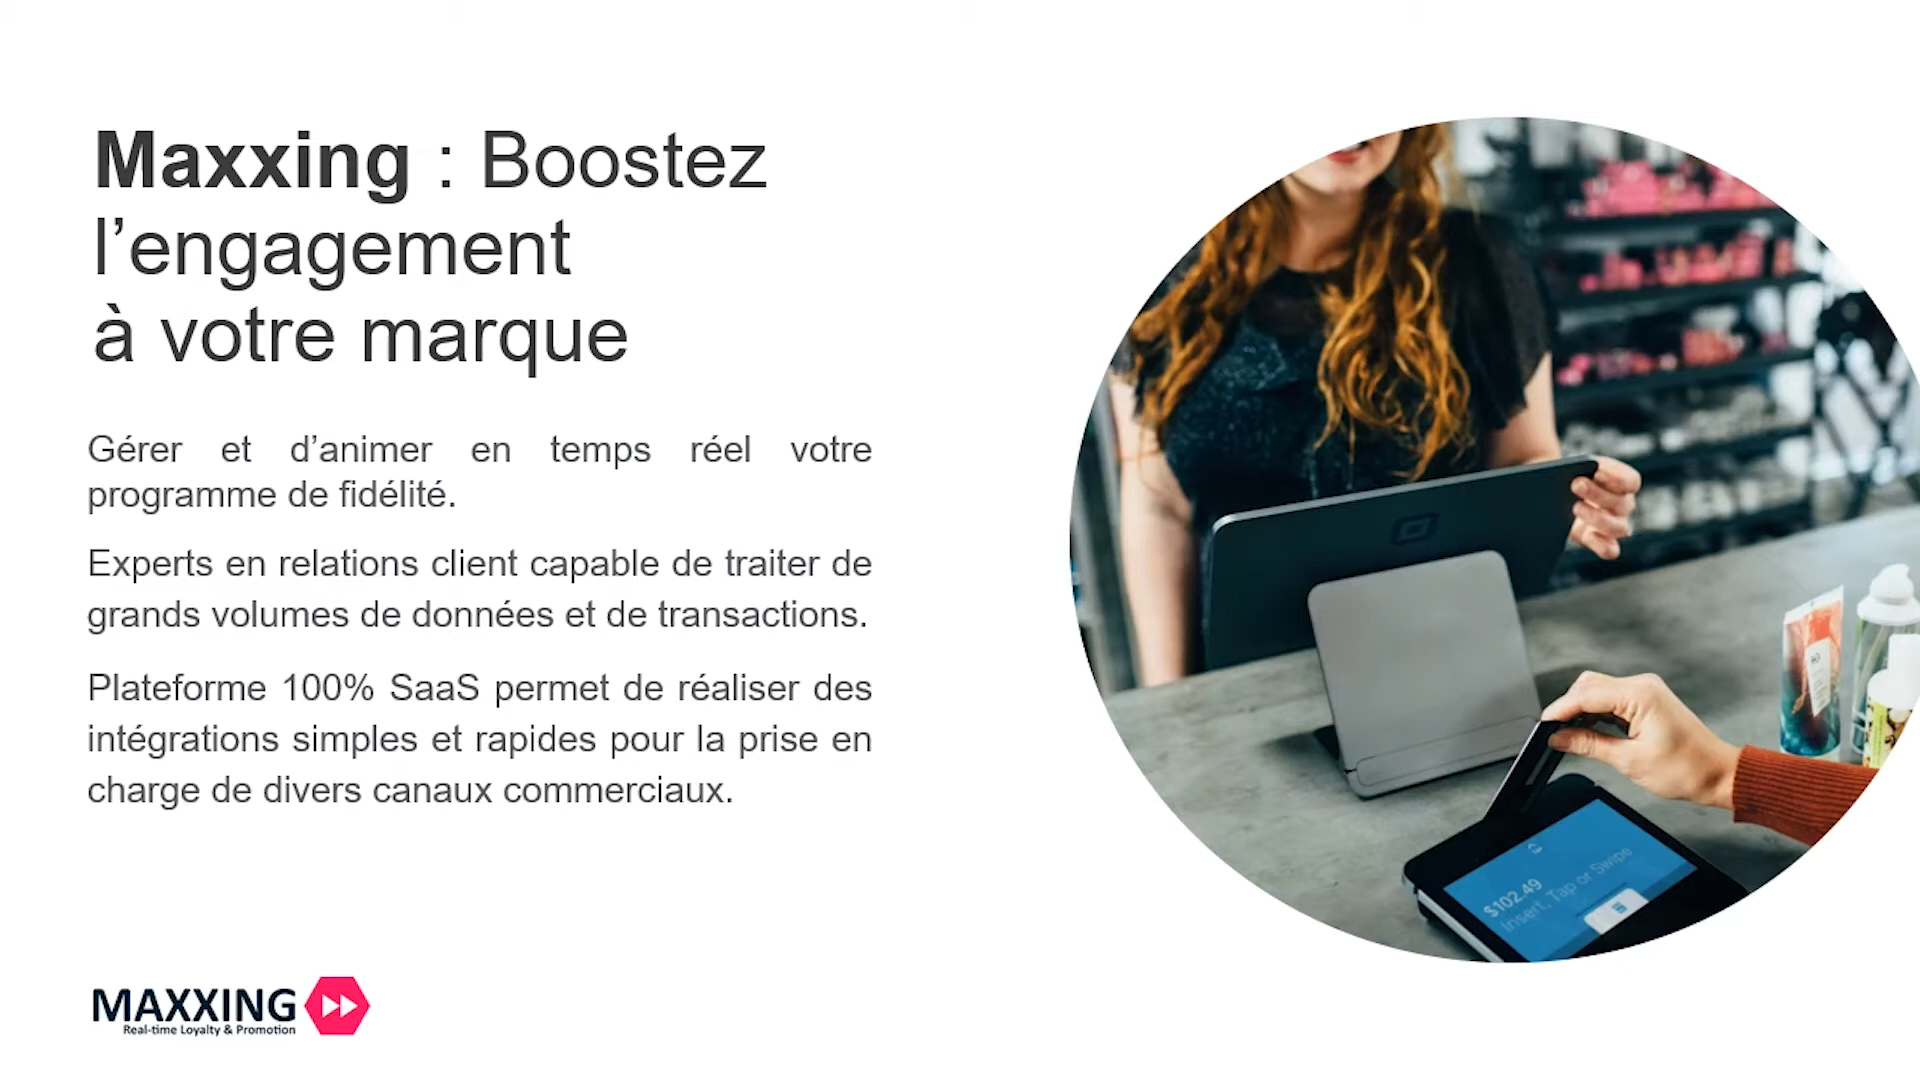 Maxxing : Boostez
l’engagement
à votre marque
Gérer et d’animer en temps réel votre
programme de fidélité.
Experts en relations client capable de traiter de
grands volumes de données et de transactions.
Plateforme 100% SaaS permet de réaliser des
intégrations simples et rapides pour la prise en
charge de divers canaux commerciaux.
$102.49
Insert, Tap or Swipe
MAXXING
Real-time Loyalty & Promotion